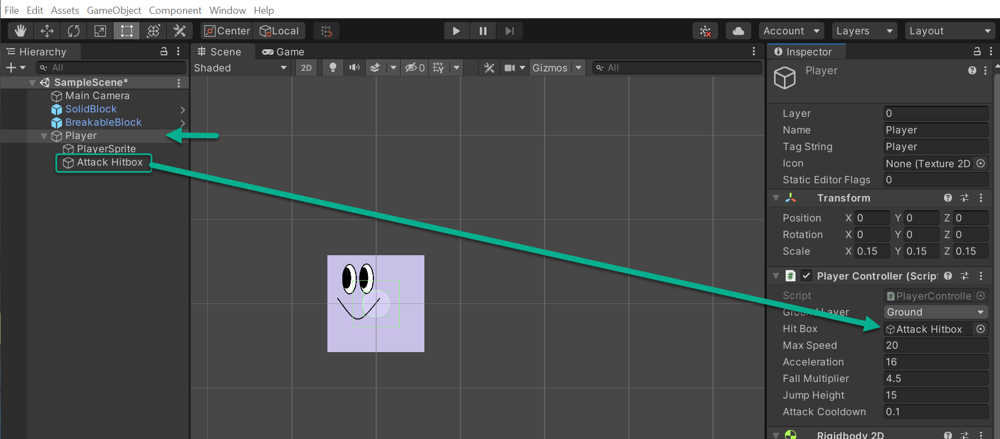 File Edit Assets GameObject Component Window Help
Center Local Account Layers Layout
Hierarchy
All
SampleScene*
Main Camera
SolidBlock
BreakableBlock
Player
PlayerSprite
Attack Hitbox
Scene Game
Shaded 2D 0 Gizmos All
Inspector
Player
Layer 0
Name Player
Tag String Player
Icon None (Texture 2D
Static Editor Flags 0
Transform
Position X 0 Y 0 Z 0
Rotation X 0 Y 0 Z 0
Scale X 0.15 Y 0.15 Z 0.15
# Player Controller (Scrip
Script # PlayerControlle
Ground Layer Ground
Hit Box Attack Hitbox
Max Speed 20
Acceleration 16
Fall Multiplier 4.5
Jump Height 15
Attack Cooldown 0.1
Rigidbody 2D